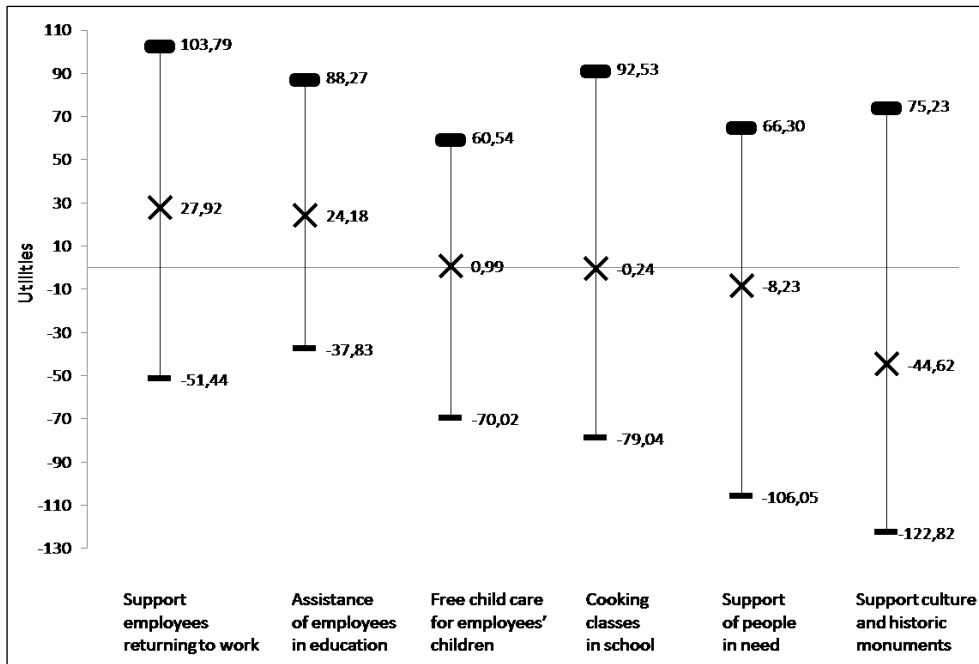 110
90
70
50
30
10
-10
-30
-50
-70
-90
-110
-130
Utilities
103,79
27,92
-51,44
88,27
24,18
-37,83
60,54
0,99
-70,02
92,53
-0,24
-79,04
66,30
-8,23
-106,05
75,23
-44,62
-122,82
Support
employees
returning to work
Assistance
of employees
in education
Free child care
for employees'
children
Cooking
classes
in school
Support
of people
in need
Support culture
and historic
monuments